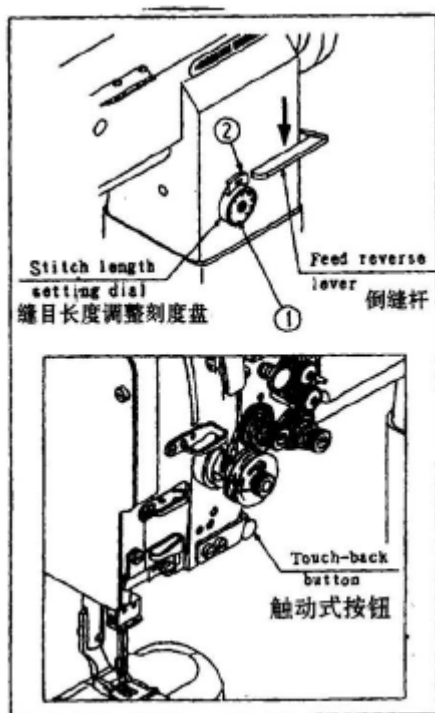 ②
Stitch length
setting dial
缝目长度调整刻度盘
Feed reverse
lever
倒缝杆
①
Touch-back
button
触动式按钮